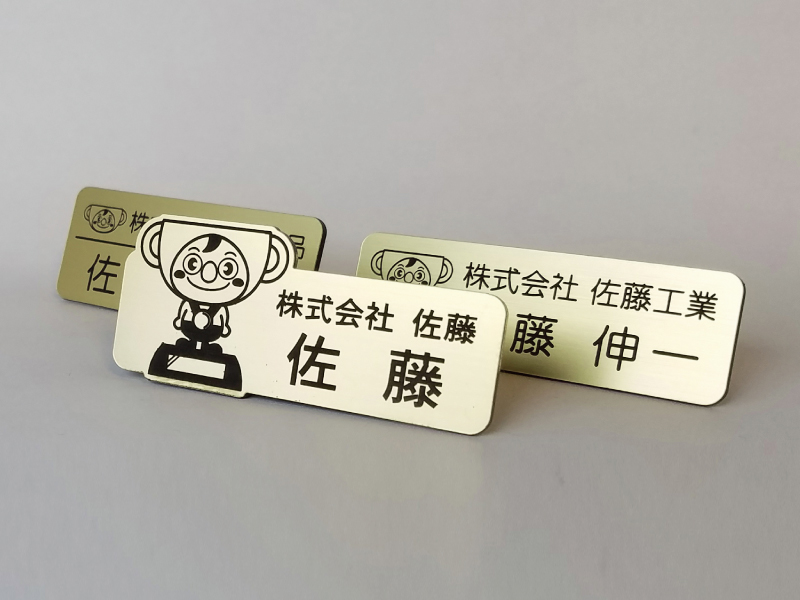 株
佐
株式会社 佐藤
佐 藤
株式会社 佐藤工業
藤 伸一